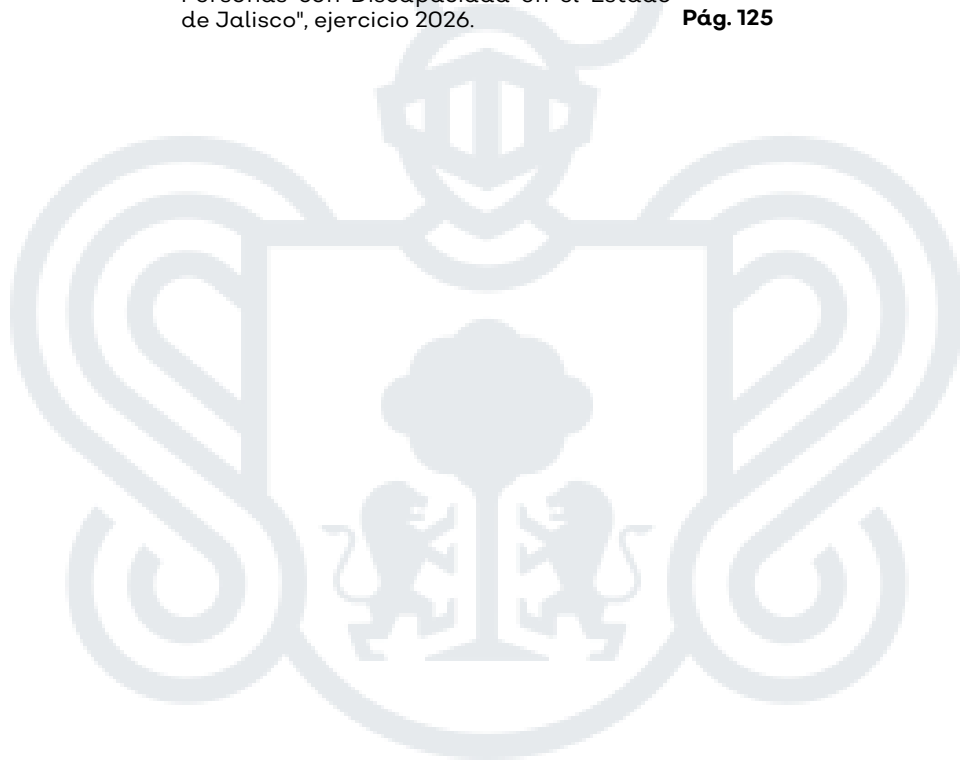 Personas con Discapacidad en el Estado
de Jalisco", ejercicio 2026.
Pág. 125